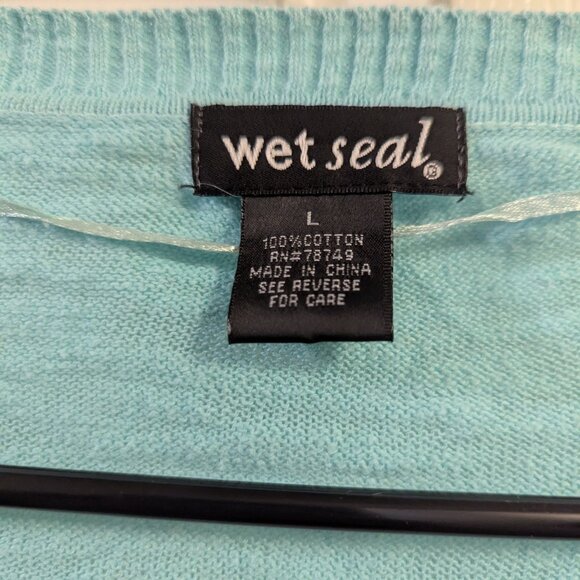 wet seal®
L
100%COTTON
RN#78749
MADE IN CHINA
SEE REVERSE
FOR CARE